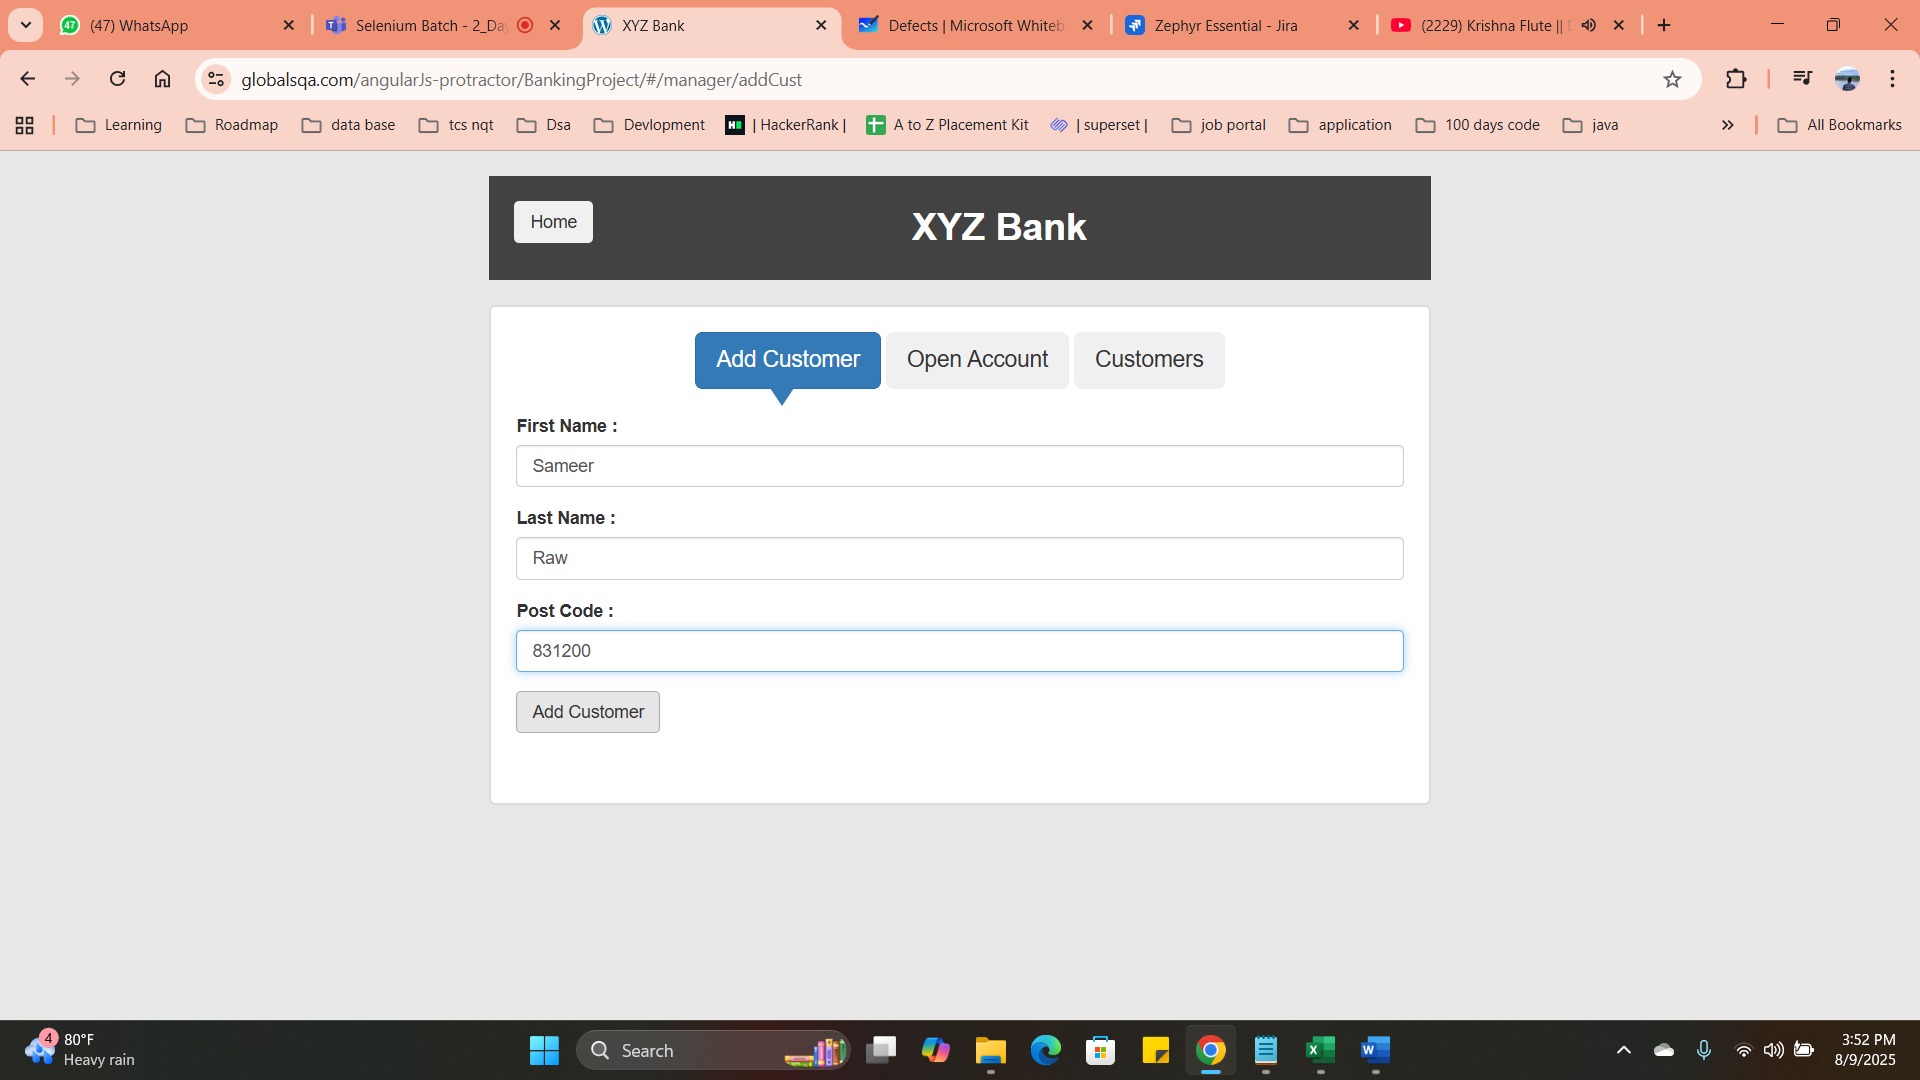 47 (47) WhatsApp
Selenium Batch - 2_Da
XYZ Bank
Defects | Microsoft Whiteb
Zephyr Essential - Jira
(2229) Krishna Flute ||
globalsqa.com/angularJs-protractor/BankingProject/#/manager/addCust
Learning
Roadmap
data base
tcs nqt
Dsa
Devlopment
| HackerRank |
A to Z Placement Kit
| superset |
job portal
application
100 days code
java
All Bookmarks
Home
XYZ Bank
Add Customer
Open Account
Customers
First Name :
Sameer
Last Name :
Raw
Post Code :
831200
Add Customer
4
80°F
Heavy rain
Search
3:52 PM
8/9/2025